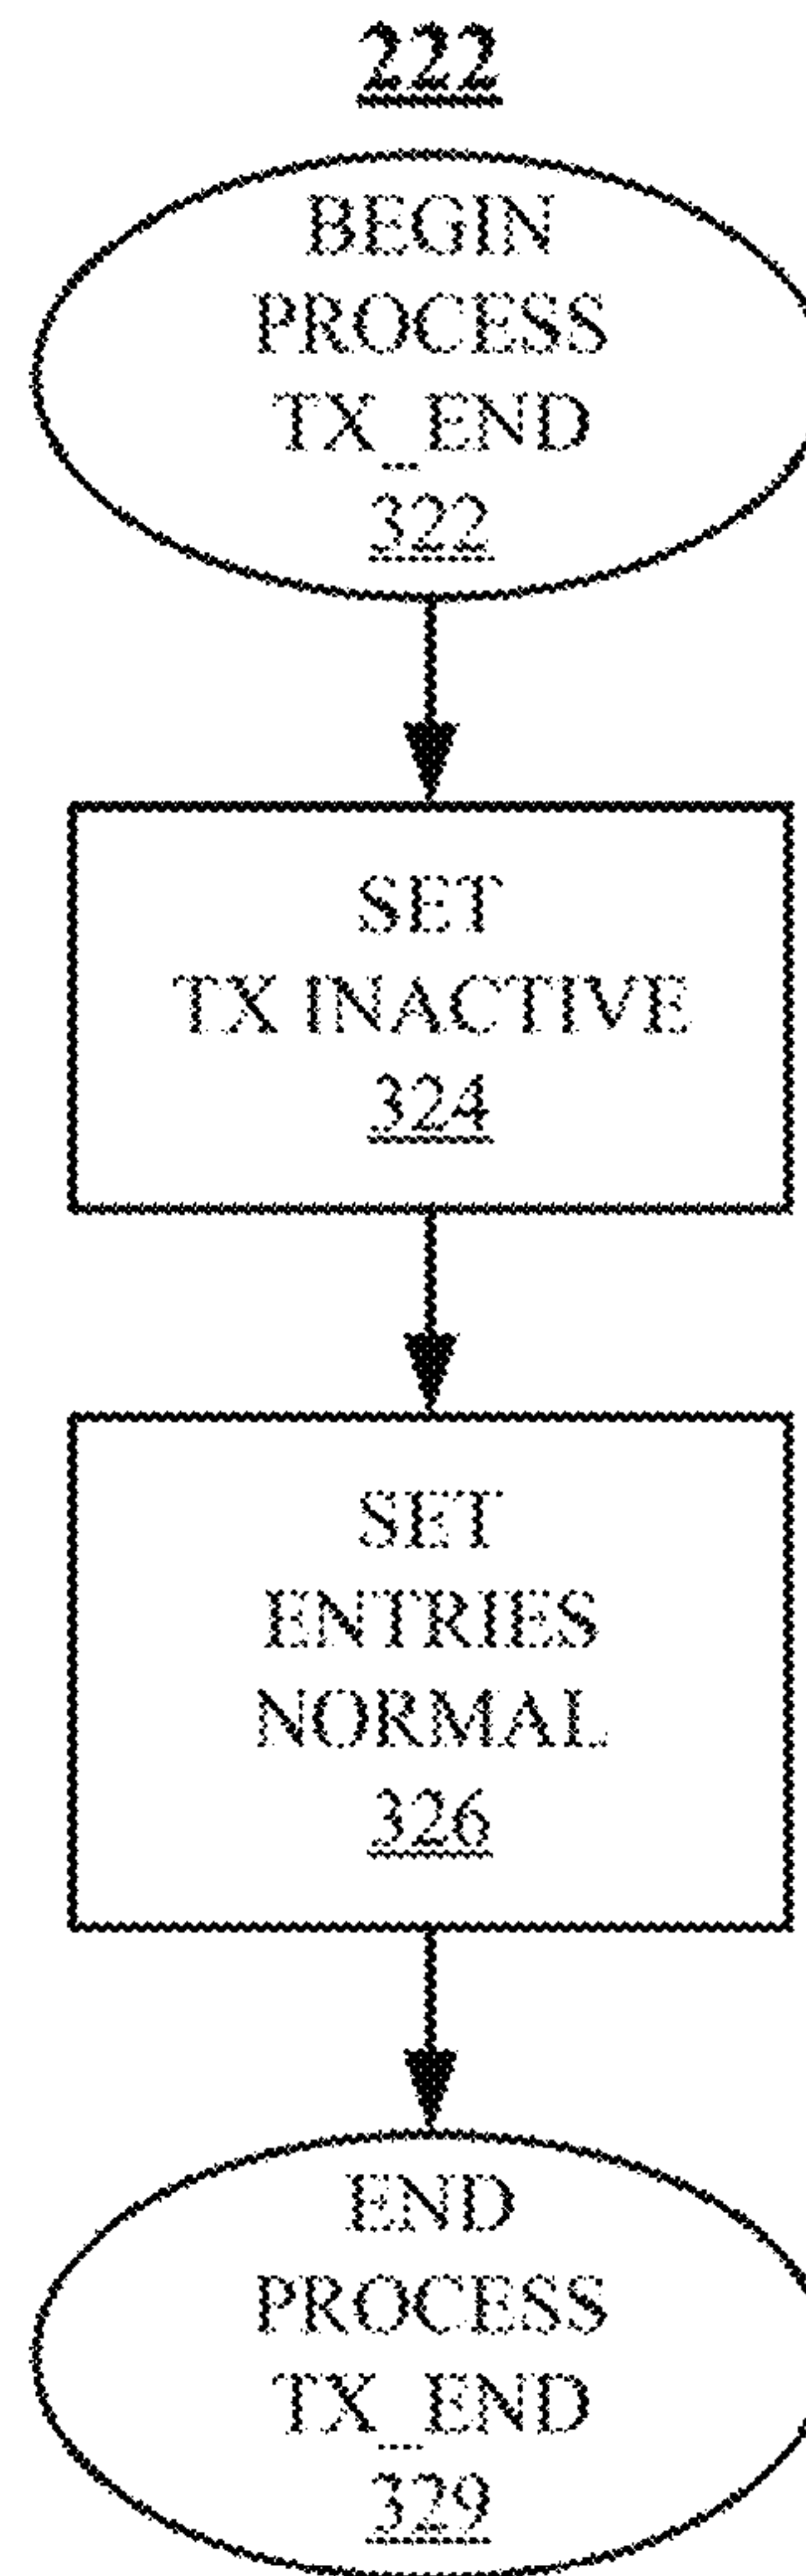 222
BEGIN
PROCESS
TX_END
322
SET
TX INACTIVE
324
SET
ENTRIES
NORMAL
326
END
PROCESS
TX_END
329